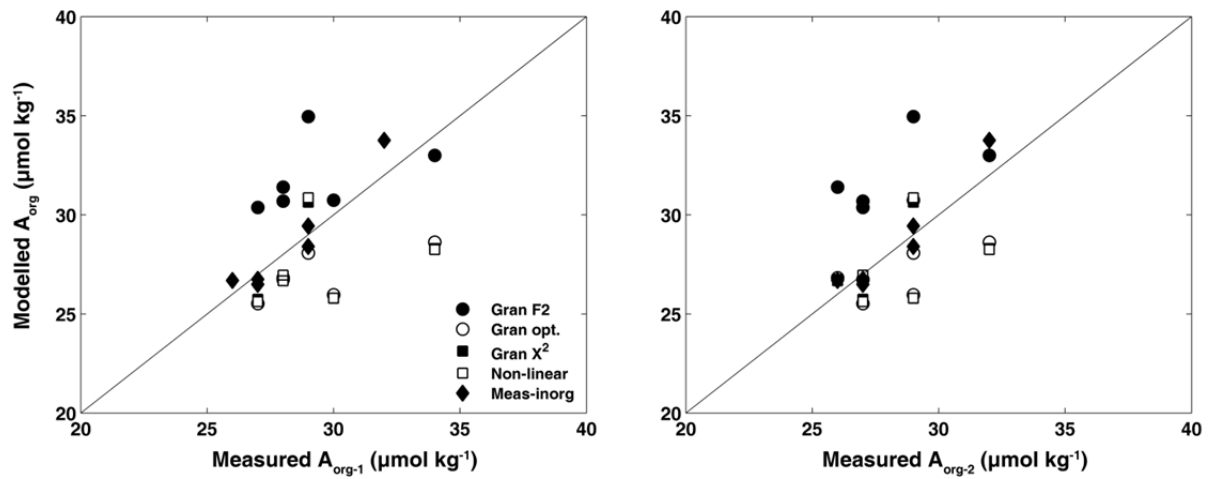 40
35
30
25
20
Modelled A_org (µmol kg⁻¹)
20 25 30 35 40
Measured A_org-1 (µmol kg⁻¹)
Gran F2
Gran opt.
Gran X²
Non-linear
Meas-inorg
40
35
30
25
20
20 25 30 35 40
Measured A_org-2 (µmol kg⁻¹)